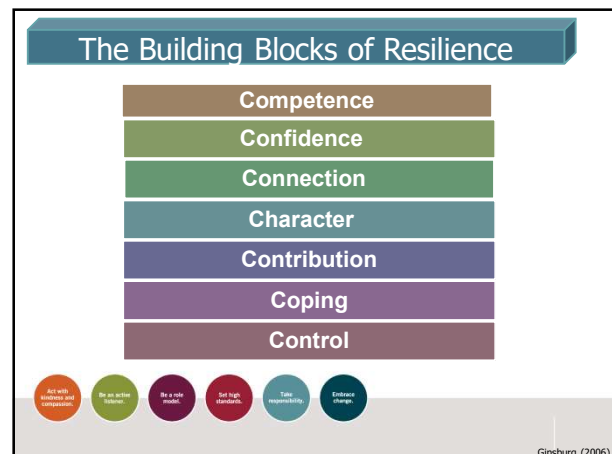 The Building Blocks of Resilience
Competence
Confidence
Connection
Character
Contribution
Coping
Control
Act with
kindness and
compassion.
Be an active
listener.
Be a role
model.
Set high
standards.
Take
responsibility.
Embrace
change.
Ginsburg (2006)